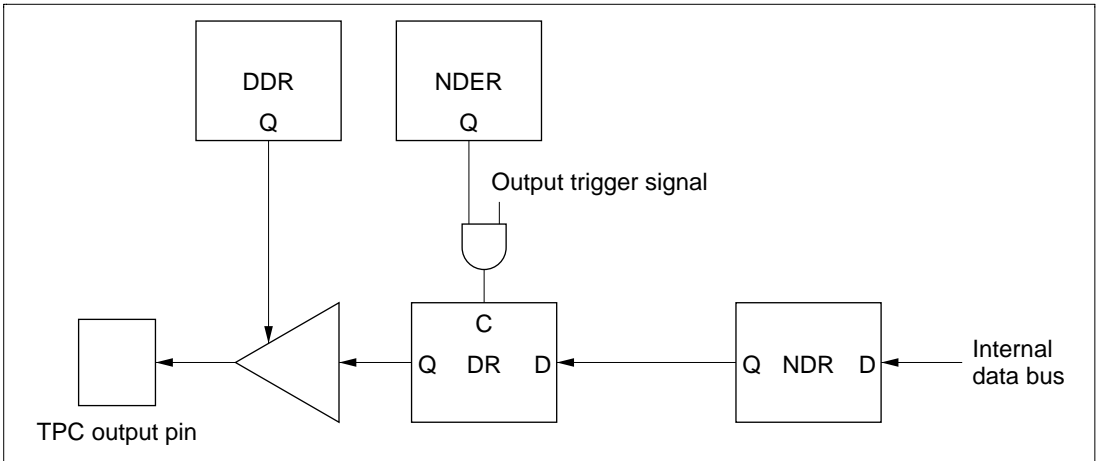 DDR
Q
NDER
Q
Output trigger signal
C
Q DR D
Q NDR D
Internal
data bus
TPC output pin